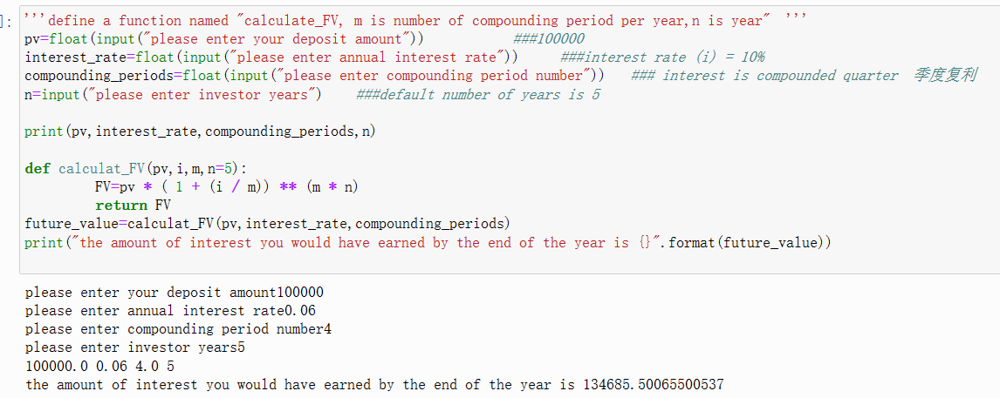 ]: '''define a function named "calculate_FV, m is number of compounding period per year,n is year" '''
pv=float(input("please enter your deposit amount")) ###100000
interest_rate=float(input("please enter annual interest rate")) ###interest rate (i) = 10%
compounding_periods=float(input("please enter compounding period number")) ### interest is compounded quarter 季度复利
n=input("please enter investor years") ###default number of years is 5
print(pv,interest_rate,compounding_periods,n)
def calculat_FV(pv,i,m,n=5):
FV=pv * ( 1 + (i / m)) ** (m * n)
return FV
future_value=calculat_FV(pv,interest_rate,compounding_periods)
print("the amount of interest you would have earned by the end of the year is {}".format(future_value))
please enter your deposit amount100000
please enter annual interest rate0.06
please enter compounding period number4
please enter investor years5
100000.0 0.06 4.0 5
the amount of interest you would have earned by the end of the year is 134685.50065500537